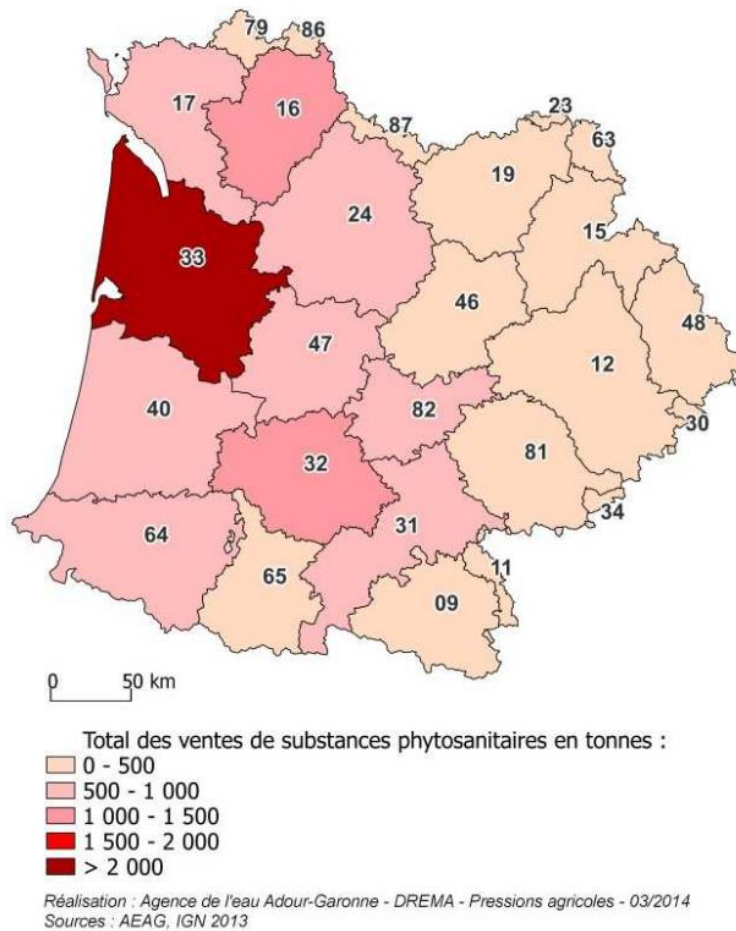 79 86
17 16 87 23 63
19
24 15
33
46 48
47 12
40 82 30
32 81
31 34
64 65 11
09
0 50 km
Total des ventes de substances phytosanitaires en tonnes :
0 - 500
500 - 1 000
1 000 - 1 500
1 500 - 2 000
> 2 000
Réalisation : Agence de l'eau Adour-Garonne - DREMA - Pressions agricoles - 03/2014
Sources : AEAG, IGN 2013